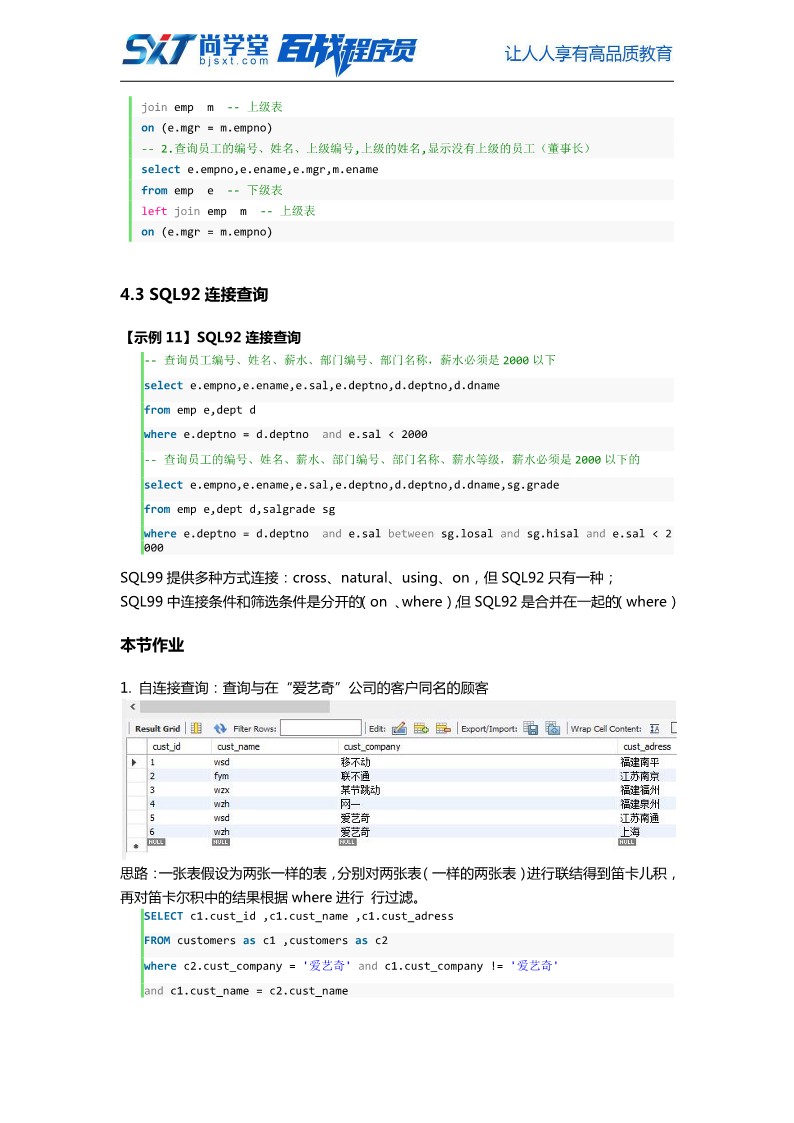 SXT 尚学堂 百战程序员
bjsxt.com
让人人享有高品质教育
join emp  m  -- 上级表
on (e.mgr = m.empno)
-- 2.查询员工的编号、姓名、上级编号,上级的姓名,显示没有上级的员工（董事长）
select e.empno,e.ename,e.mgr,m.ename
from emp  e  -- 下级表
left join emp  m  -- 上级表
on (e.mgr = m.empno)
4.3 SQL92 连接查询
【示例 11】SQL92 连接查询
-- 查询员工编号、姓名、薪水、部门编号、部门名称，薪水必须是 2000 以下
select e.empno,e.ename,e.sal,e.deptno,d.deptno,d.dname
from emp e,dept d
where e.deptno = d.deptno  and e.sal < 2000
-- 查询员工的编号、姓名、薪水、部门编号、部门名称、薪水等级，薪水必须是 2000 以下的
select e.empno,e.ename,e.sal,e.deptno,d.deptno,d.dname,sg.grade
from emp e,dept d,salgrade sg
where e.deptno = d.deptno  and e.sal between sg.losal and sg.hisal and e.sal < 2
000
SQL99 提供多种方式连接：cross、natural、using、on，但 SQL92 只有一种；
SQL99 中连接条件和筛选条件是分开的（on 、where），但 SQL92 是合并在一起的（where）
本节作业
1. 自连接查询：查询与在“爱艺奇”公司的客户同名的顾客
Result Grid Filter Rows: Edit: Export/Import: Wrap Cell Content:
cust_id cust_name cust_company cust_adress
1 wsd 移不动 福建南平
2 fym 联不通 江苏南京
3 wzx 某节跳动 福建福州
4 wzh 网一 福建泉州
5 wsd 爱艺奇 江苏南通
6 wzh 爱艺奇 上海
NULL NULL NULL NULL
思路：一张表假设为两张一样的表，分别对两张表（一样的两张表）进行联结得到笛卡儿积，
再对笛卡尔积中的结果根据 where 进行 行过滤。
SELECT c1.cust_id ,c1.cust_name ,c1.cust_adress
FROM customers as c1 ,customers as c2
where c2.cust_company = '爱艺奇' and c1.cust_company != '爱艺奇'
and c1.cust_name = c2.cust_name